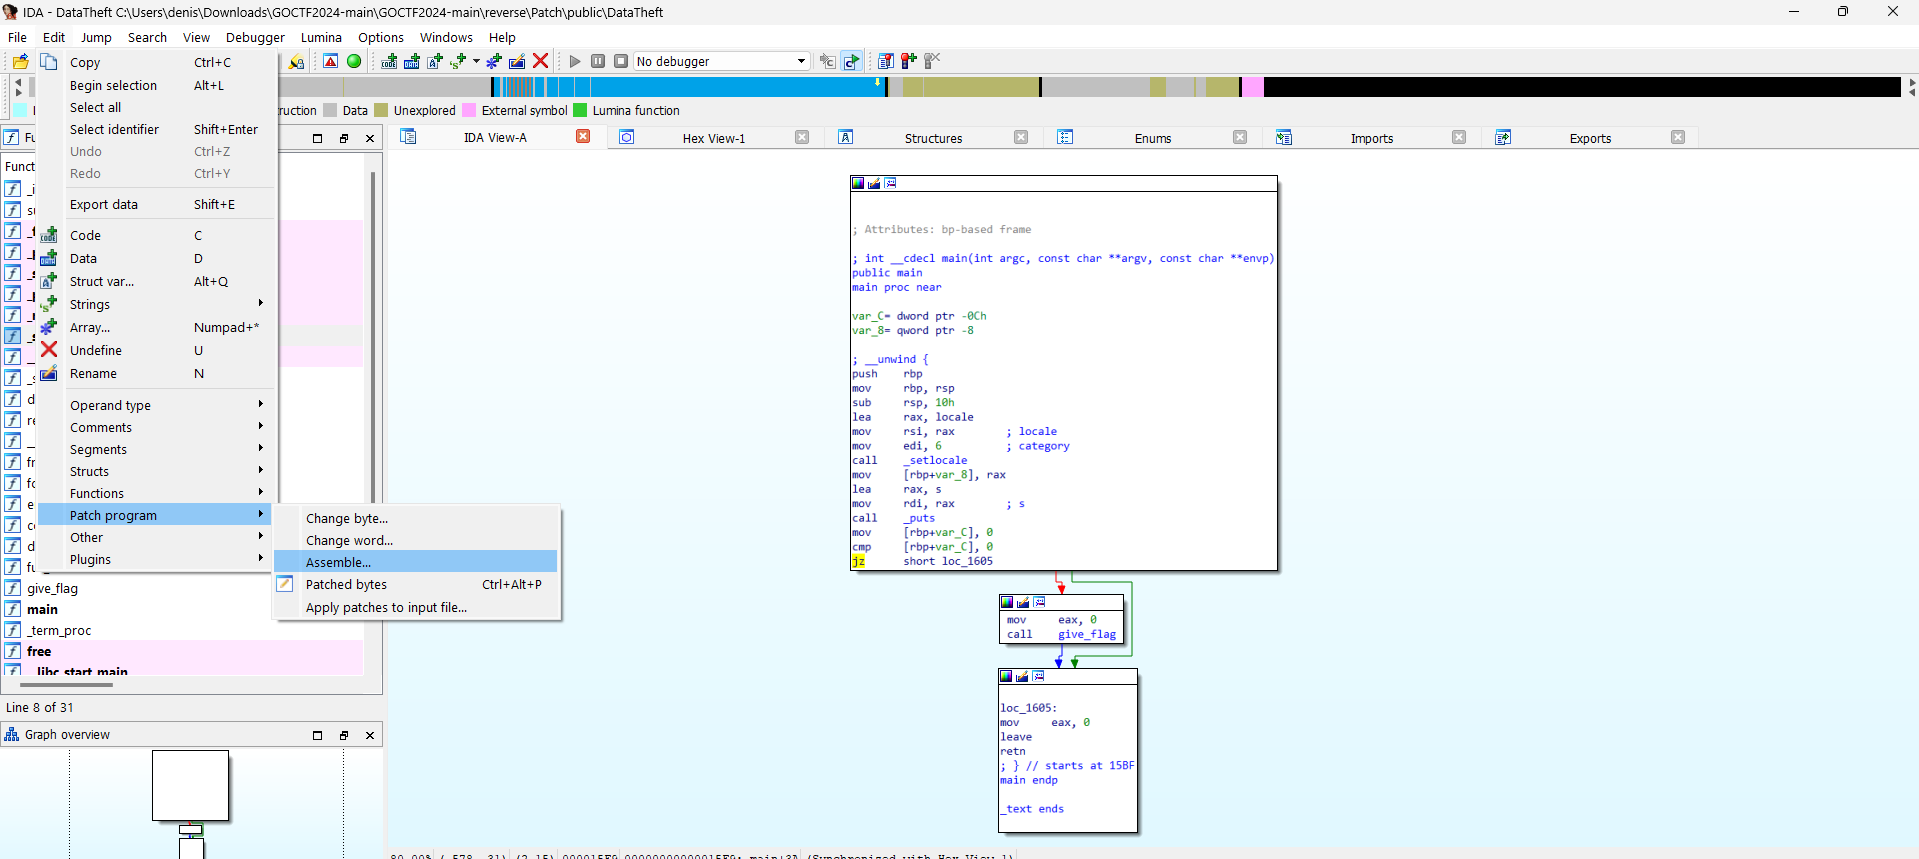 IDA - DataTheft C:\Users\denis\Downloads\GOCTF2024-main\GOCTF2024-main\reverse\Patch\public\DataTheft
File Edit Jump Search View Debugger Lumina Options Windows Help
No debugger
Data Unexplored External symbol Lumina function
IDA View-A Hex View-1 Structures Enums Imports Exports
Copy Ctrl+C
Begin selection Alt+L
Select all
Select identifier Shift+Enter
Undo Ctrl+Z
Redo Ctrl+Y
Export data Shift+E
Code C
Data D
Struct var... Alt+Q
Strings
Array... Numpad+*
Undefine U
Rename N
Operand type
Comments
Segments
Structs
Functions
Patch program
Other
Plugins
Change byte...
Change word...
Assemble...
Patched bytes Ctrl+Alt+P
Apply patches to input file...
give_flag
main
_term_proc
free
__libc_start_main
Line 8 of 31
Graph overview
; Attributes: bp-based frame
; int __cdecl main(int argc, const char **argv, const char **envp)
public main
main proc near
var_C= dword ptr -0Ch
var_8= qword ptr -8
; __unwind {
push rbp
mov rbp, rsp
sub rsp, 10h
lea rax, locale
mov rsi, rax ; locale
mov edi, 6 ; category
call _setlocale
mov [rbp+var_8], rax
lea rax, s
mov rdi, rax ; s
call _puts
mov [rbp+var_C], 0
cmp [rbp+var_C], 0
jz short loc_1605
mov eax, 0
call give_flag
loc_1605:
mov eax, 0
leave
retn
; } // starts at 15BF
main endp
_text ends